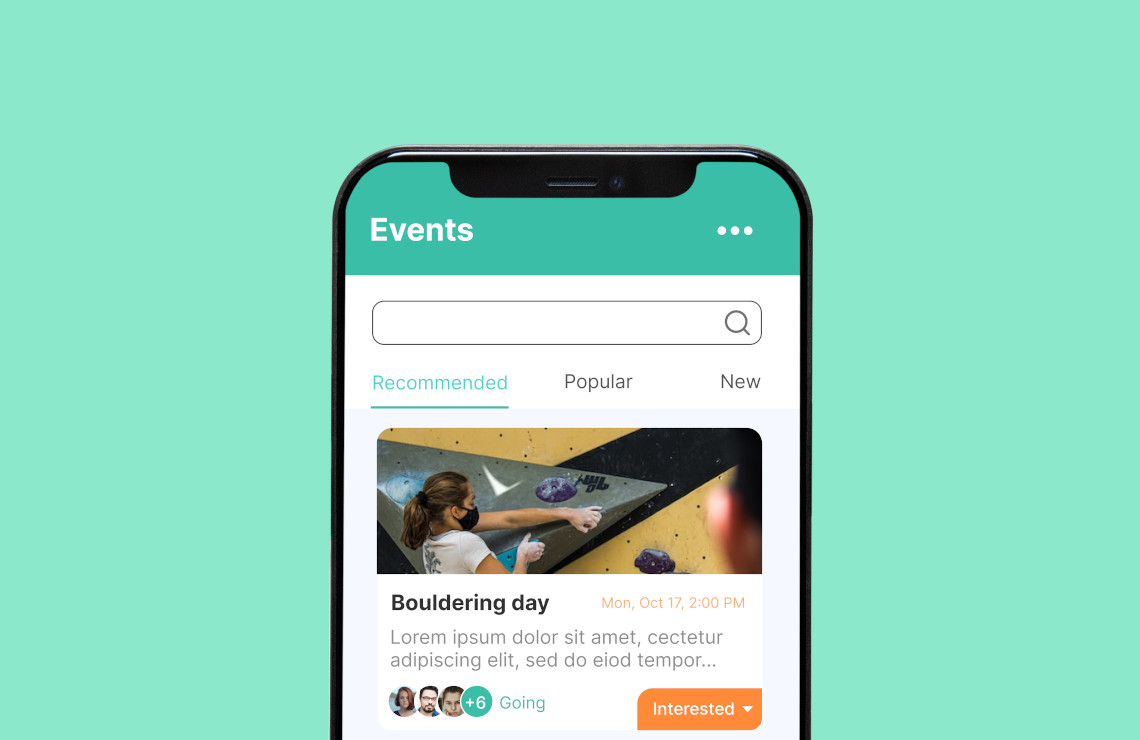 Events
Recommended Popular New
Bouldering day Mon, Oct 17, 2:00 PM
Lorem ipsum dolor sit amet, cectetur
adipiscing elit, sed do eiod tempor...
+6 Going Interested